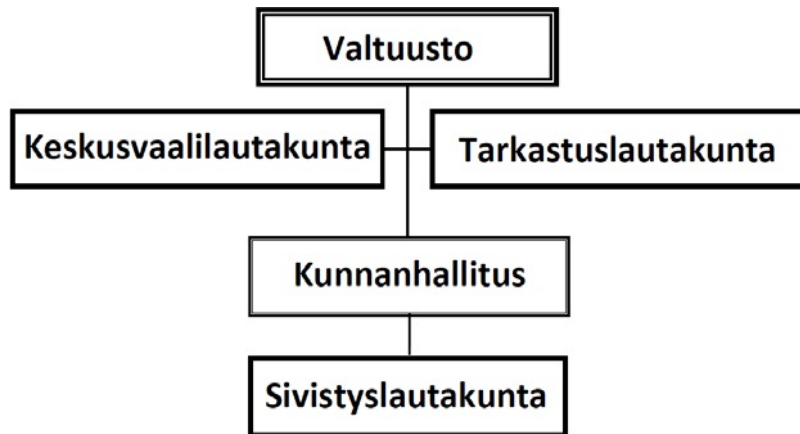 Valtuusto
Keskusvaalilautakunta
Tarkastuslautakunta
Kunnanhallitus
Sivistyslautakunta